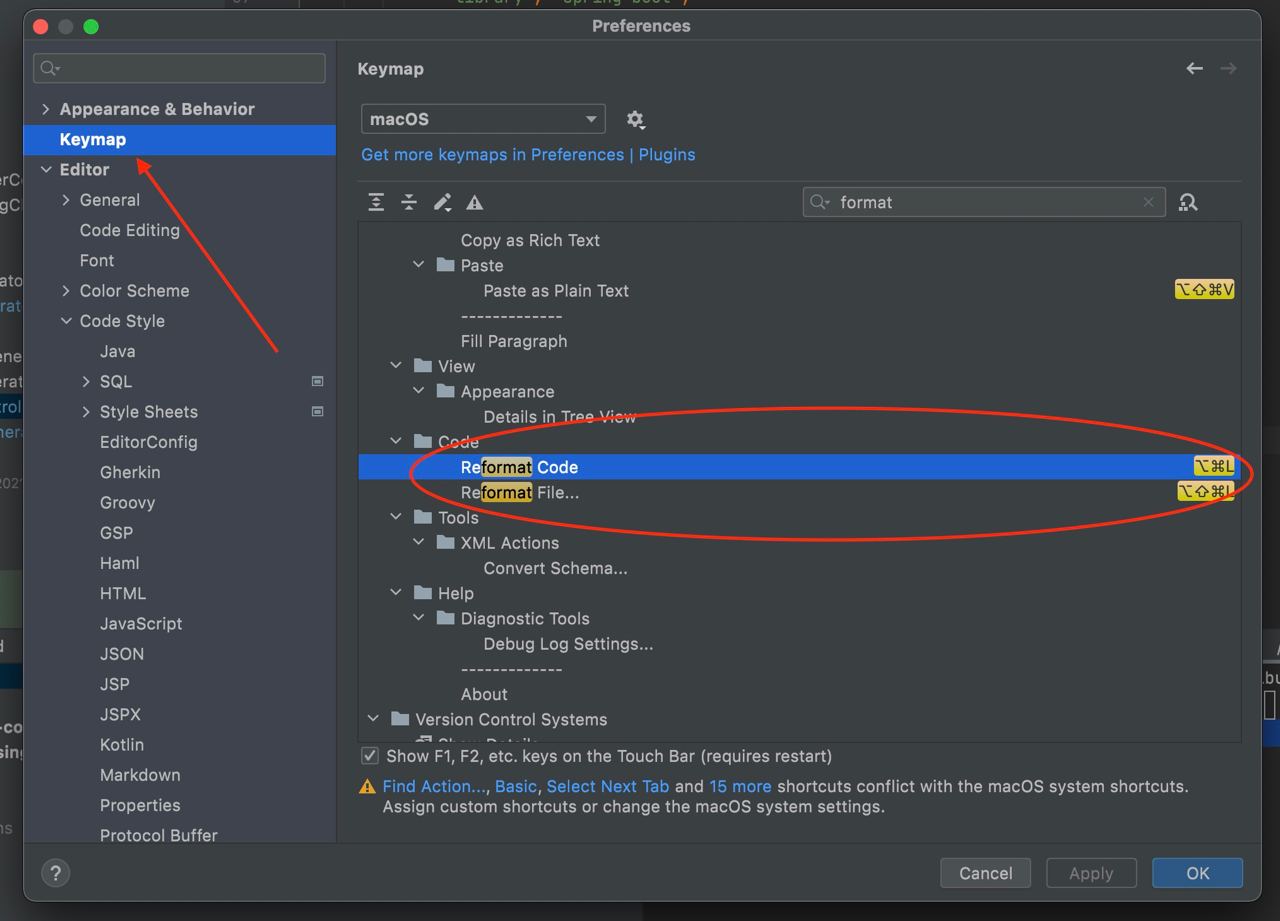 Preferences
Appearance & Behavior
Keymap
Editor
General
Code Editing
Font
Color Scheme
Code Style
Java
SQL
Style Sheets
EditorConfig
Gherkin
Groovy
GSP
Haml
HTML
JavaScript
JSON
JSP
JSPX
Kotlin
Markdown
Properties
Protocol Buffer
Keymap
macOS
Get more keymaps in Preferences | Plugins
format
Copy as Rich Text
Paste
Paste as Plain Text ⌥⇧⌘V
-------------
Fill Paragraph
View
Appearance
Details in Tree View
Code
Reformat Code ⌥⌘L
Reformat File... ⌥⇧⌘L
Tools
XML Actions
Convert Schema...
Help
Diagnostic Tools
Debug Log Settings...
-------------
About
Version Control Systems
Show F1, F2, etc. keys on the Touch Bar (requires restart)
Find Action..., Basic, Select Next Tab and 15 more shortcuts conflict with the macOS system shortcuts.
Assign custom shortcuts or change the macOS system settings.
?
Cancel
Apply
OK